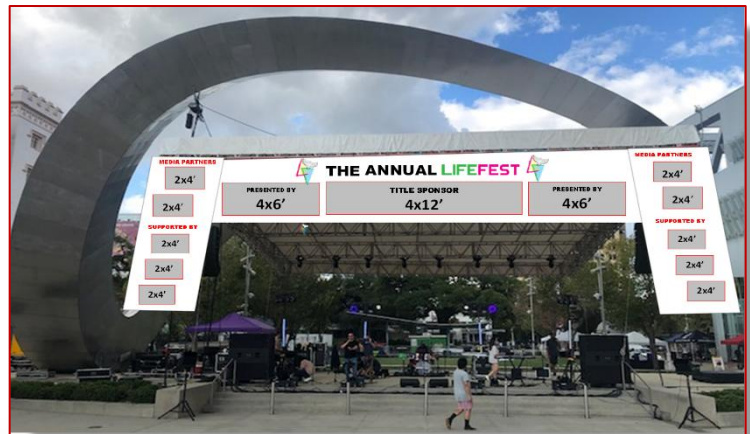 THE ANNUAL LIFEFEST
MEDIA PARTNERS
2x4'
2x4'
SUPPORTED BY
2x4'
2x4'
2x4'
PRESENTED BY
4x6'
TITLE SPONSOR
4x12'
PRESENTED BY
4x6'
MEDIA PARTNERS
2x4'
2x4'
SUPPORTED BY
2x4'
2x4'
2x4'